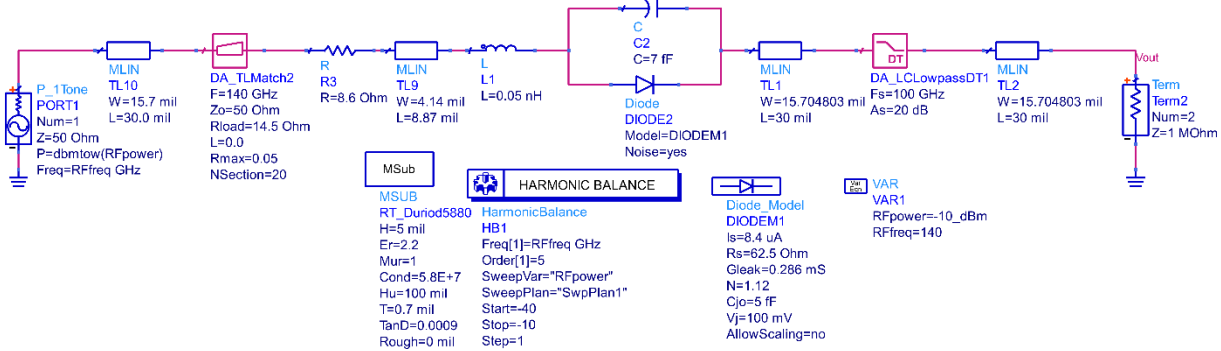 P_1Tone
PORT1
Num=1
Z=50 Ohm
P=dbmtow(RFpower)
Freq=RFfreq GHz
MLIN
TL10
W=15.7 mil
L=30.0 mil
DA_TLMatch2
F=140 GHz
Zo=50 Ohm
Rload=14.5 Ohm
L=0.0
Rmax=0.05
NSection=20
R
R3
R=8.6 Ohm
MLIN
TL9
W=4.14 mil
L=8.87 mil
L
L1
L=0.05 nH
C
C2
C=7 fF
Diode
DIODE2
Model=DIODEM1
Noise=yes
MLIN
TL1
W=15.704803 mil
L=30 mil
DT
DA_LCLowpassDT1
Fs=100 GHz
As=20 dB
MLIN
TL2
W=15.704803 mil
L=30 mil
Vout
Term
Term2
Num=2
Z=1 MOhm
MSub
MSUB
RT_Duriod5880
H=5 mil
Er=2.2
Mur=1
Cond=5.8E+7
Hu=100 mil
T=0.7 mil
TanD=0.0009
Rough=0 mil
HARMONIC BALANCE
HarmonicBalance
HB1
Freq[1]=RFfreq GHz
Order[1]=5
SweepVar="RFpower"
SweepPlan="SwpPlan1"
Start=-40
Stop=-10
Step=1
Diode_Model
DIODEM1
Is=8.4 uA
Rs=62.5 Ohm
Gleak=0.286 mS
N=1.12
Cjo=5 fF
Vj=100 mV
AllowScaling=no
Var
Eqn
VAR
VAR1
RFpower=-10_dBm
RFfreq=140